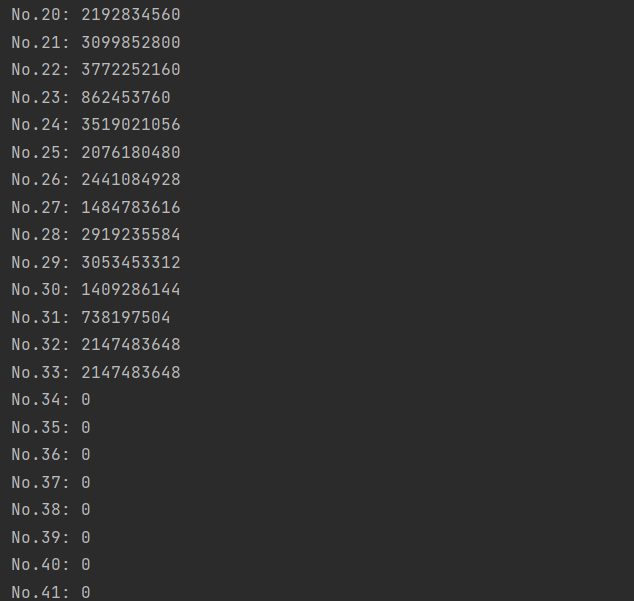 No.20: 2192834560
No.21: 3099852800
No.22: 3772252160
No.23: 862453760
No.24: 3519021056
No.25: 2076180480
No.26: 2441084928
No.27: 1484783616
No.28: 2919235584
No.29: 3053453312
No.30: 1409286144
No.31: 738197504
No.32: 2147483648
No.33: 2147483648
No.34: 0
No.35: 0
No.36: 0
No.37: 0
No.38: 0
No.39: 0
No.40: 0
No.41: 0